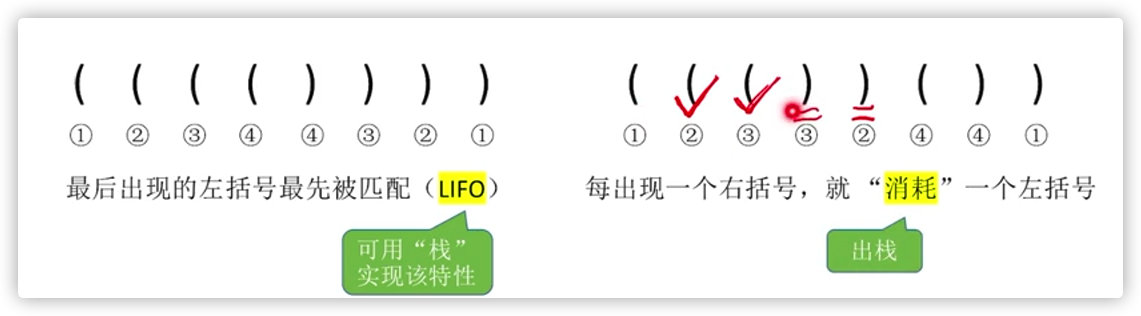 ( ( ( ( ) ) ) )
① ② ③ ④ ④ ③ ② ①
最后出现的左括号最先被匹配（LIFO）
可用“栈”
实现该特性
( ( ( ) ) ( ) )
① ② ③ ③ ② ④ ④ ①
每出现一个右括号，就 “消耗”一个左括号
出栈